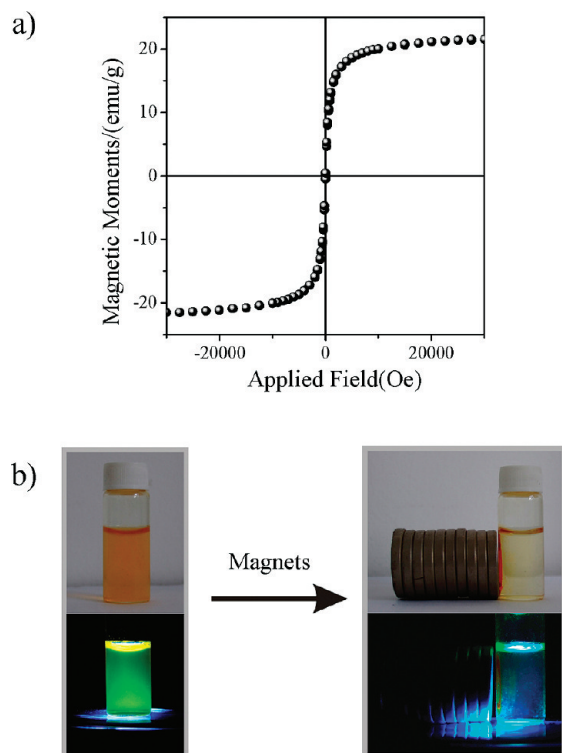 a)
Magnetic Moments/(emu/g)
20
10
0
-10
-20
-20000 0 20000
Applied Field(Oe)
b)
Magnets